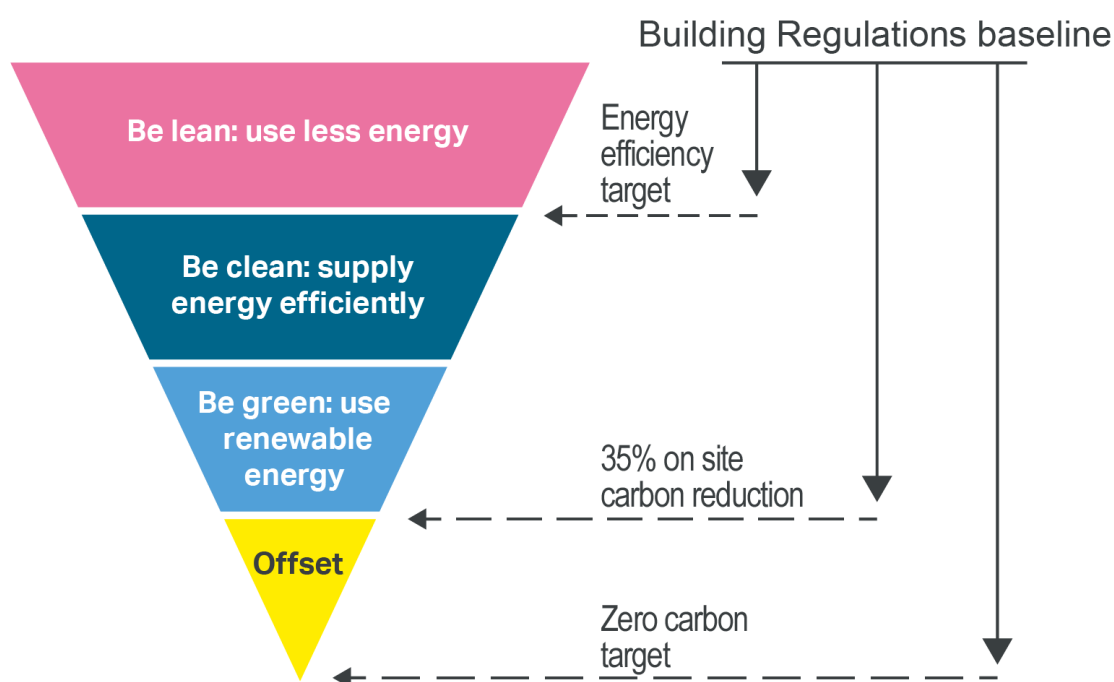 Building Regulations baseline
Be lean: use less energy
Energy
efficiency
target
Be clean: supply
energy efficiently
Be green: use
renewable
energy
35% on site
carbon reduction
Offset
Zero carbon
target